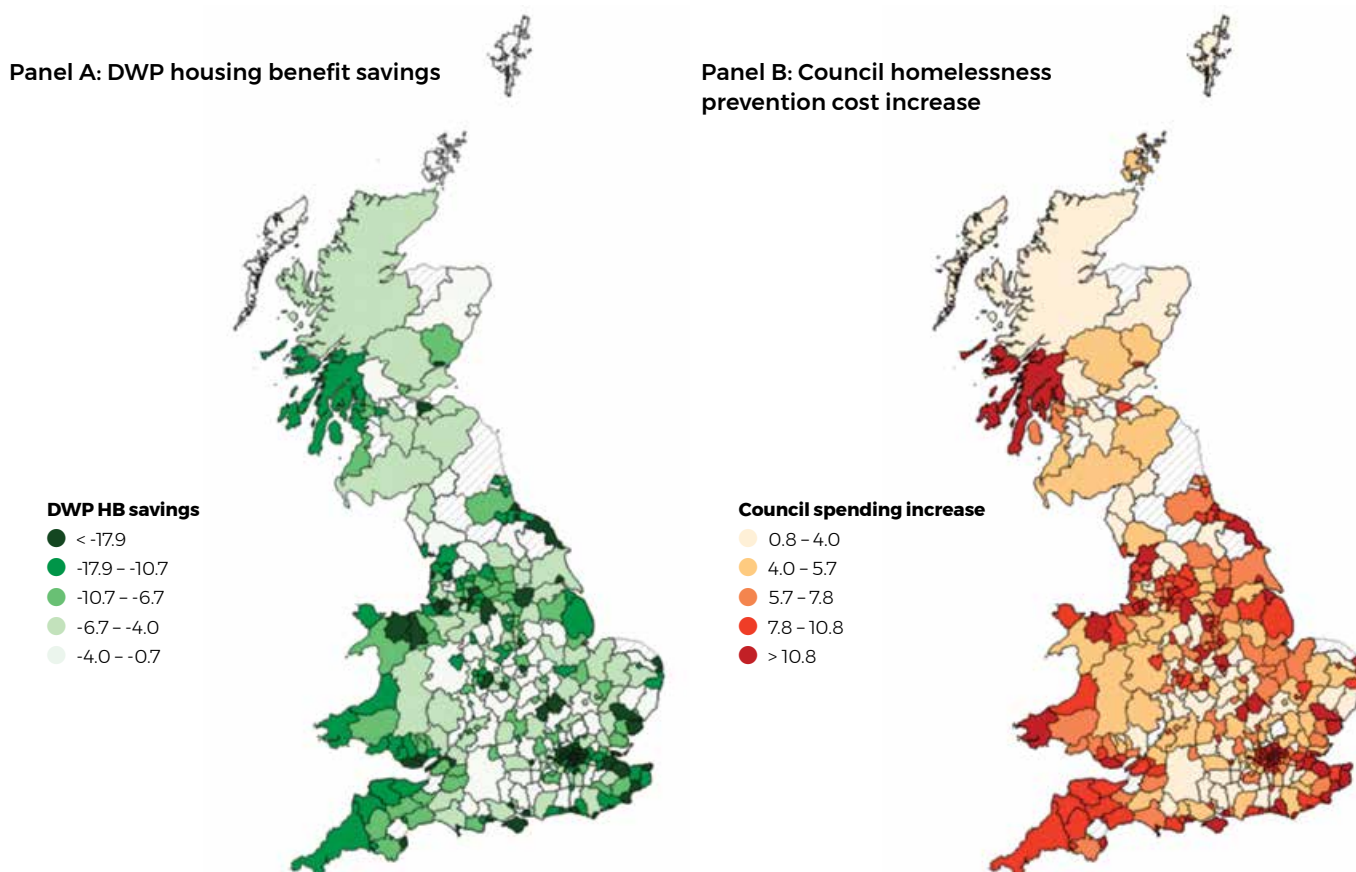 Panel A: DWP housing benefit savings
Panel B: Council homelessness
prevention cost increase
DWP HB savings
< -17.9
-17.9 – -10.7
-10.7 – -6.7
-6.7 – -4.0
-4.0 – -0.7
Council spending increase
0.8 – 4.0
4.0 – 5.7
5.7 – 7.8
7.8 – 10.8
> 10.8